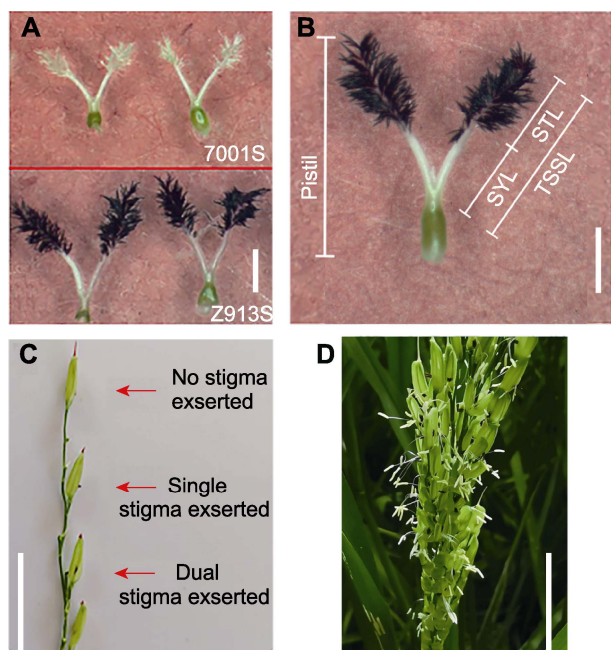 A
7001S
Z913S
B
Pistil
STL
SYL
TSSL
C
No stigma
exserted
Single
stigma exserted
Dual
stigma exserted
D